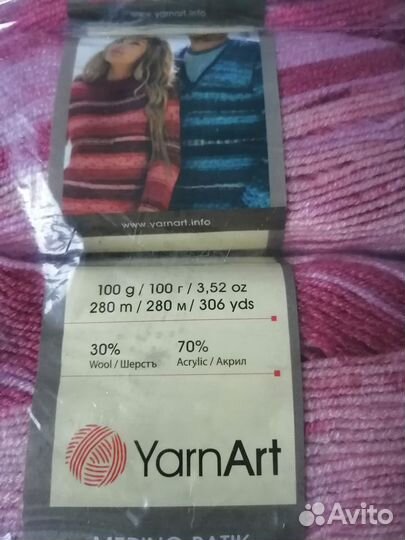 www.yarnart.info
www.yarnart.info
100 g / 100 г / 3,52 oz
280 m / 280 м / 306 yds
30% 70%
Wool / Шерсть Acrylic / Акрил
YarnArt
MERINO BATIK
Avito